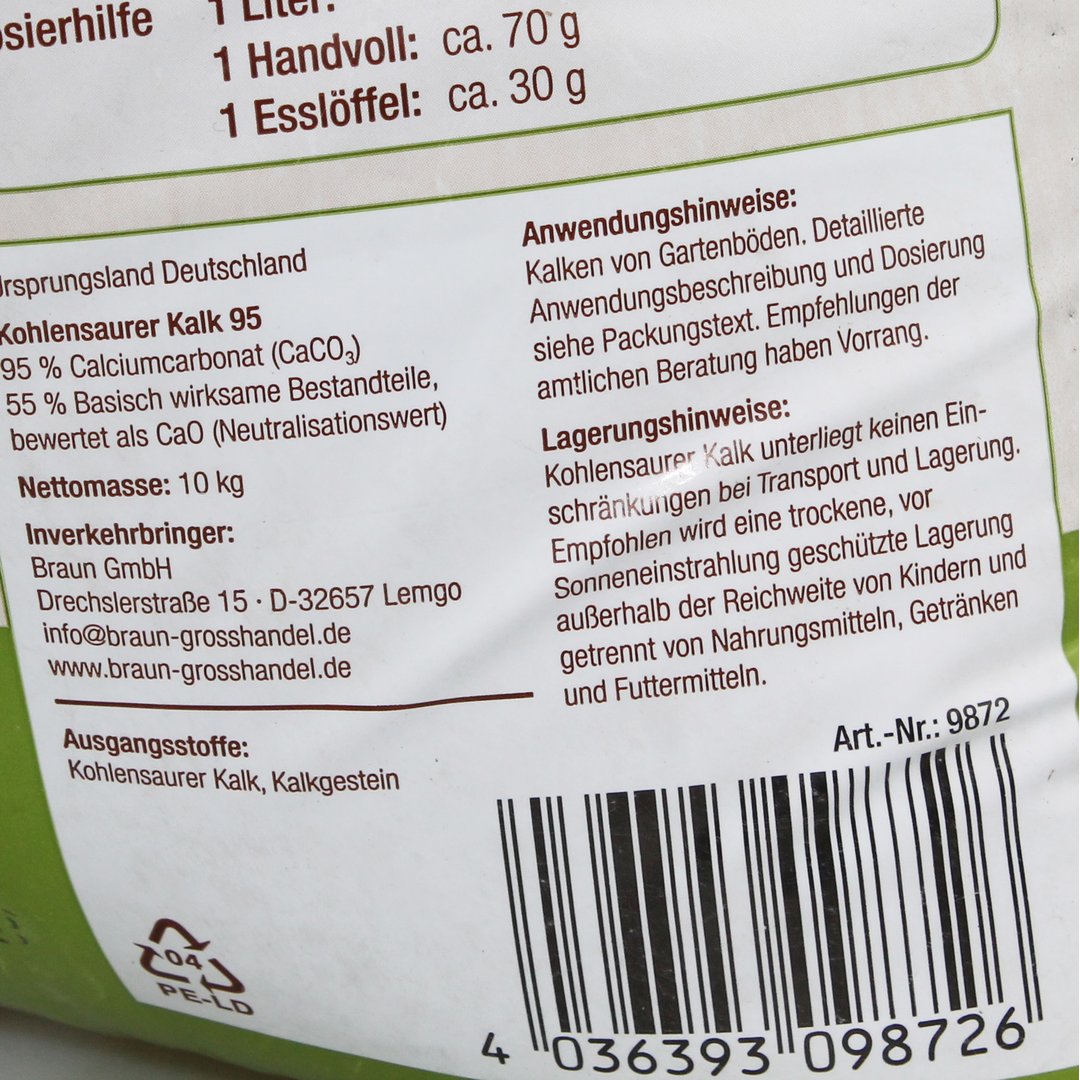 1 Liter:
1 Handvoll: ca. 70 g
1 Esslöffel: ca. 30 g
Deutschland
Kohlensaurer Kalk 95
95 % Calciumcarbonat (CaCO₃)
55 % Basisch wirksame Bestandteile,
bewertet als CaO (Neutralisationswert)
Nettomasse: 10 kg
Inverkehrbringer:
Braun GmbH
Drechslerstraße 15 · D-32657 Lemgo
info@braun-grosshandel.de
www.braun-grosshandel.de
Ausgangsstoffe:
Kohlensaurer Kalk, Kalkgestein
Anwendungshinweise:
Kalken von Gartenböden. Detaillierte
Anwendungsbeschreibung und Dosierung
siehe Packungstext. Empfehlungen der
amtlichen Beratung haben Vorrang.
Lagerungshinweise:
Kohlensaurer Kalk unterliegt keinen Ein-
schränkungen bei Transport und Lagerung.
Empfohlen wird eine trockene, vor
Sonneneinstrahlung geschützte Lagerung
außerhalb der Reichweite von Kindern und
getrennt von Nahrungsmitteln, Getränken
und Futtermitteln.
Art.-Nr.: 9872
04
PE-LD
4 036393 098726